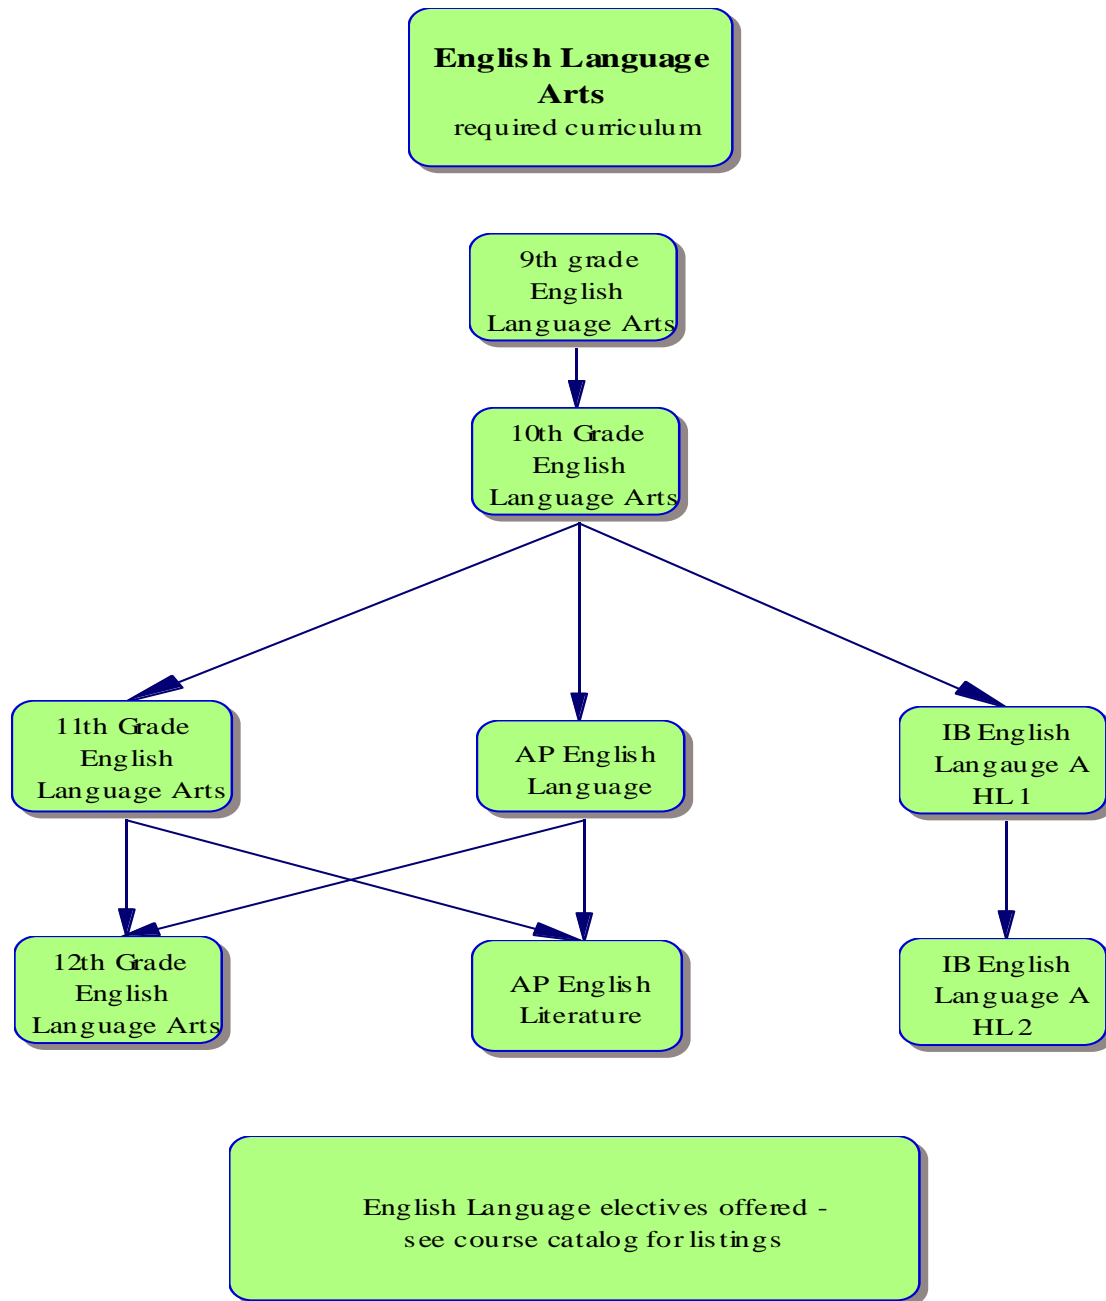 English Language
Arts
required curriculum
9th grade
English
Language Arts
10th Grade
English
Language Arts
11th Grade
English
Language Arts
AP English
Language
IB English
Langauge A
HL 1
12th Grade
English
Language Arts
AP English
Literature
IB English
Language A
HL 2
English Language electives offered -
see course catalog for listings